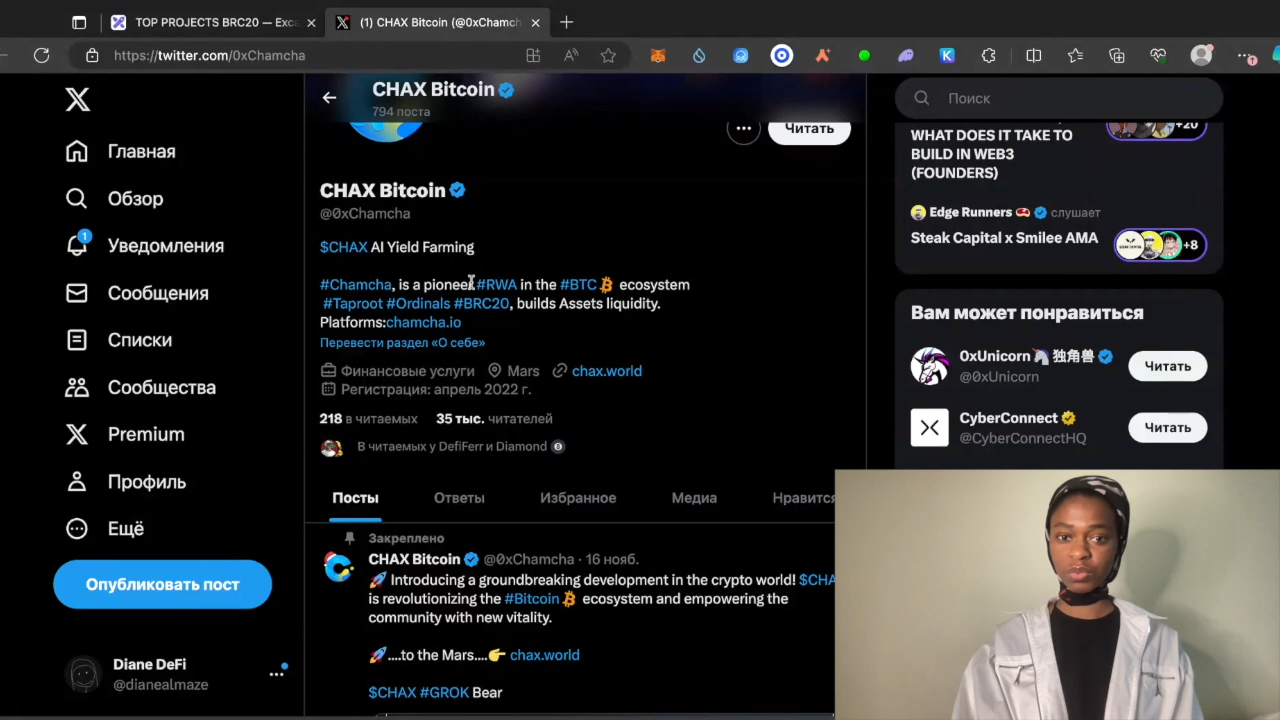 TOP PROJECTS BRC20 — Exca
(1) CHAX Bitcoin (@0xChamch
https://twitter.com/0xChamcha
CHAX Bitcoin
794 поста
Читать
Поиск
Главная
Обзор
1
Уведомления
Сообщения
Списки
Сообщества
Premium
Профиль
Ещё
Опубликовать пост
Diane DeFi
@dianealmaze
CHAX Bitcoin
@0xChamcha
$CHAX AI Yield Farming
#Chamcha, is a pioneer #RWA in the #BTC ecosystem
#Taproot #Ordinals #BRC20, builds Assets liquidity.
Platforms:chamcha.io
Перевести раздел «О себе»
Финансовые услуги Mars chax.world
Регистрация: апрель 2022 г.
218 в читаемых 35 тыс. читателей
В читаемых у DefiFerr и Diamond
Посты Ответы Избранное Медиа Нравится
Закреплено
CHAX Bitcoin @0xChamcha · 16 нояб.
🚀 Introducing a groundbreaking development in the crypto world! $CHA
is revolutionizing the #Bitcoin ecosystem and empowering the
community with new vitality.
🚀....to the Mars....👉 chax.world
$CHAX #GROK Bear
+20
WHAT DOES IT TAKE TO
BUILD IN WEB3
(FOUNDERS)
Edge Runners слушает
Steak Capital x Smilee AMA
+8
Вам может понравиться
0xUnicorn 🦄 独角兽
@0xUnicorn
Читать
CyberConnect
@CyberConnectHQ
Читать